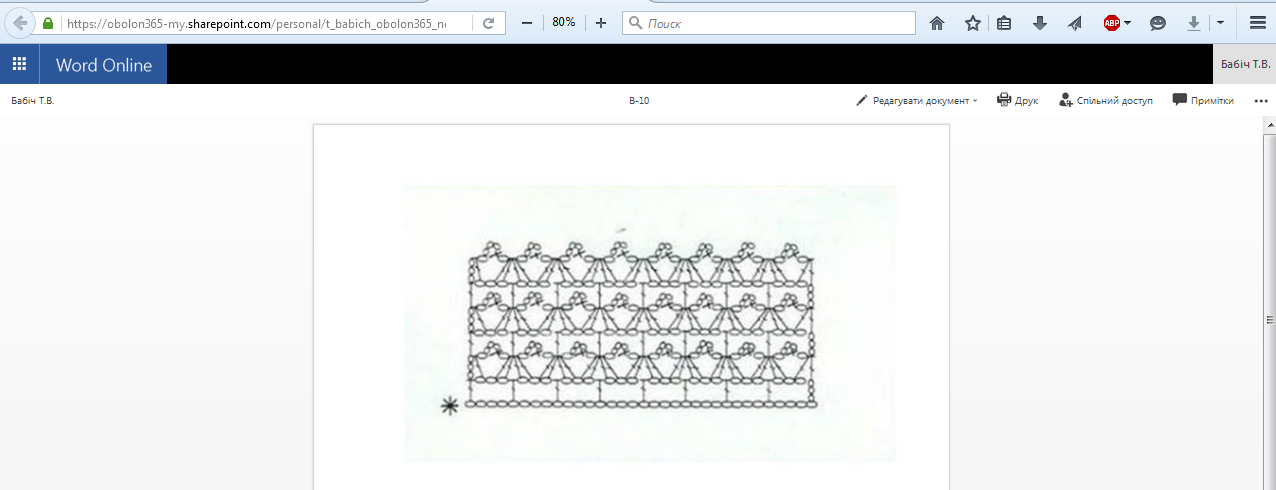 https://obolon365-my.sharepoint.com/personal/t_babich_obolon365_n
80%
Поиск
ABP
Word Online
Бабіч Т.В.
Бабіч Т.В.
B-10
Редагувати документ
Друк
Спільний доступ
Примітки